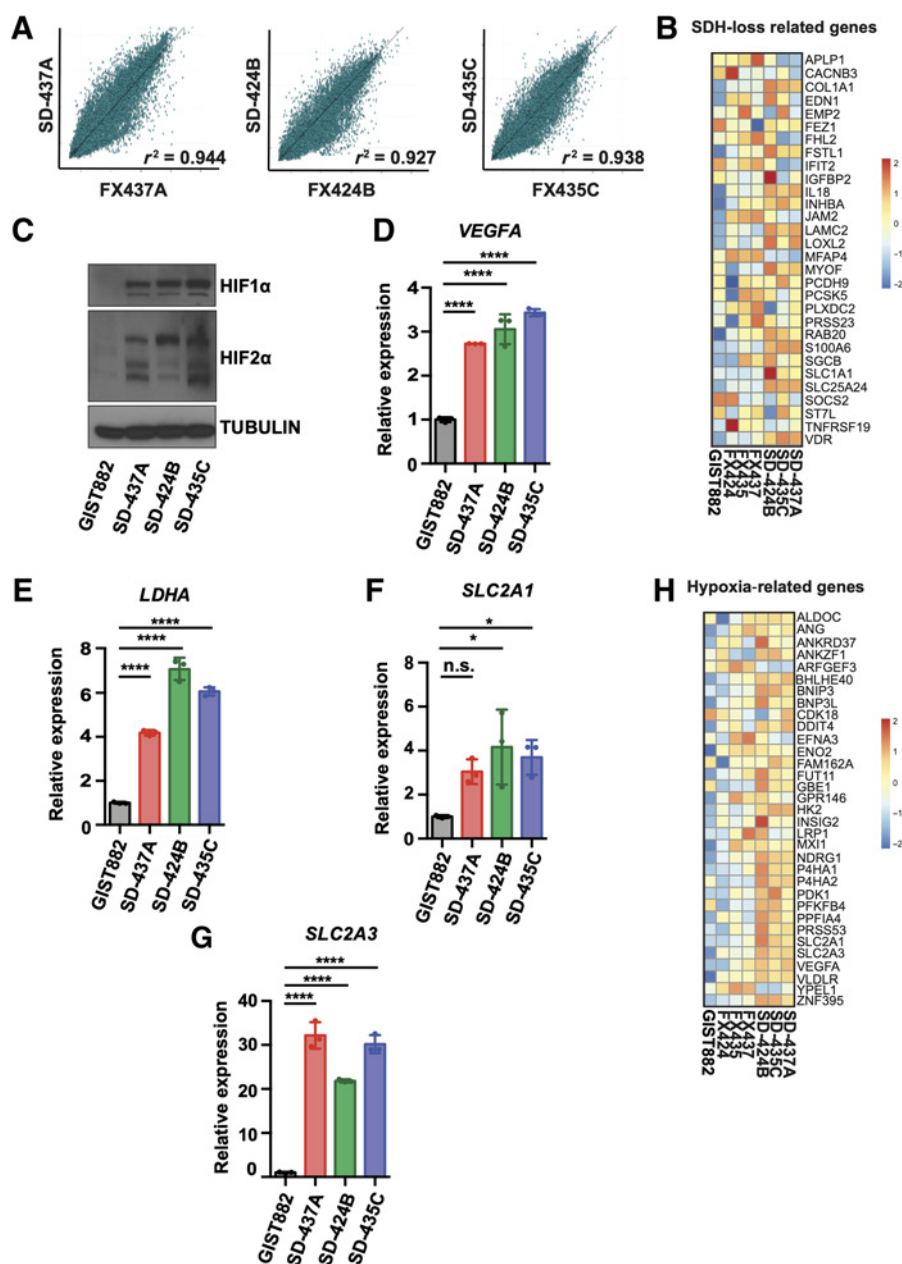 A
SD-437A
r² = 0.944
FX437A
SD-424B
r² = 0.927
FX424B
SD-435C
r² = 0.938
FX435C
B
SDH-loss related genes
APLP1
CACNB3
COL1A1
EDN1
EMP2
FEZ1
FHL2
FSTL1
IFIT2
IGFBP2
IL18
INHBA
JAM2
LAMC2
LOXL2
MFAP4
MYOF
PCDH9
PCSK5
PLXDC2
PRSS23
RAB20
S100A6
SGCB
SLC1A1
SLC25A24
SOCS2
ST7L
TNFRSF19
VDR
2
1
0
-1
-2
GIST882
FX424
FX435
FX437
SD-424B
SD-435C
SD-437A
C
HIF1α
HIF2α
TUBULIN
GIST882
SD-437A
SD-424B
SD-435C
D
VEGFA
****
****
****
Relative expression
4
3
2
1
0
GIST882
SD-437A
SD-424B
SD-435C
E
LDHA
****
****
****
Relative expression
8
6
4
2
0
GIST882
SD-437A
SD-424B
SD-435C
F
SLC2A1
*
*
n.s.
Relative expression
8
6
4
2
0
GIST882
SD-437A
SD-424B
SD-435C
G
SLC2A3
****
****
****
Relative expression
40
30
20
10
0
GIST882
SD-437A
SD-424B
SD-435C
H
Hypoxia-related genes
ALDOC
ANG
ANKRD37
ANKZF1
ARFGEF3
BHLHE40
BNIP3
BNP3L
CDK18
DDIT4
EFNA3
ENO2
FAM162A
FUT11
GBE1
GPR146
HK2
INSIG2
LRP1
MXI1
NDRG1
P4HA1
P4HA2
PDK1
PFKFB4
PPFIA4
PRSS53
SLC2A1
SLC2A3
VEGFA
VLDLR
YPEL1
ZNF395
2
1
0
-1
-2
GIST882
FX424
FX435
FX437
SD-424B
SD-435C
SD-437A